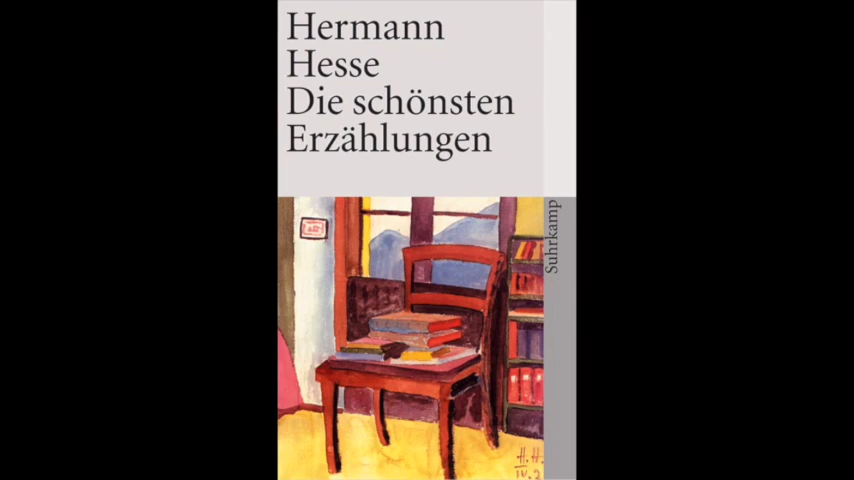 Hermann
Hesse
Die schönsten
Erzählungen
Suhrkamp
H. H.